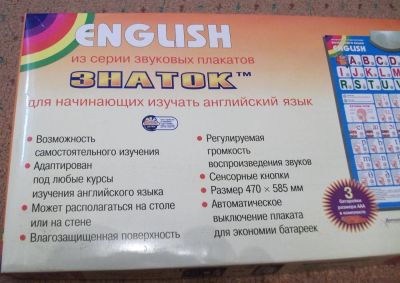 ENGLISH
из серии звуковых плакатов
ЗНАТОК™
для начинающих изучать английский язык
• Возможность
самостоятельного изучения
• Адаптирован
под любые курсы
изучения английского языка
• Может располагаться на столе
или на стене
• Влагозащищенная поверхность
• Регулируемая
громкость
воспроизведения звуков
• Сенсорные кнопки
• Размер 470 × 585 мм
• Автоматическое
выключение плаката
для экономии батареек
ENGLISH
A B C D
I J K L M
R S T U V
3
батарейки
размера ААА
в комплекте